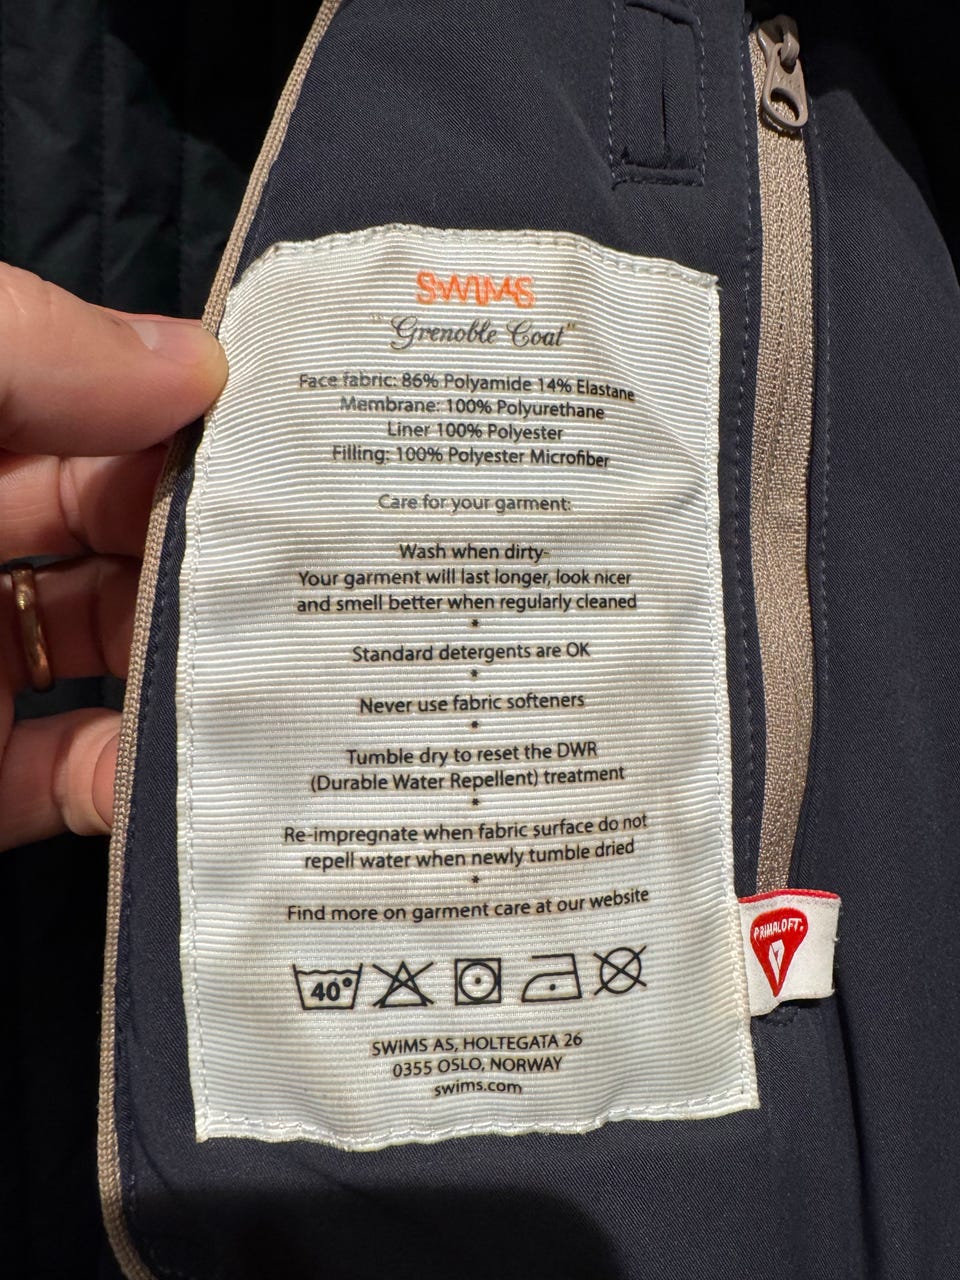 SWIMS
"Grenoble Coat"
Face fabric: 86% Polyamide 14% Elastane
Membrane: 100% Polyurethane
Liner 100% Polyester
Filling: 100% Polyester Microfiber
Care for your garment:
Wash when dirty-
Your garment will last longer, look nicer
and smell better when regularly cleaned
*
Standard detergents are OK
*
Never use fabric softeners
*
Tumble dry to reset the DWR
(Durable Water Repellent) treatment
*
Re-impregnate when fabric surface do not
repell water when newly tumble dried
*
Find more on garment care at our website
40°
SWIMS AS, HOLTEGATA 26
0355 OSLO, NORWAY
swims.com
PRIMALOFT.